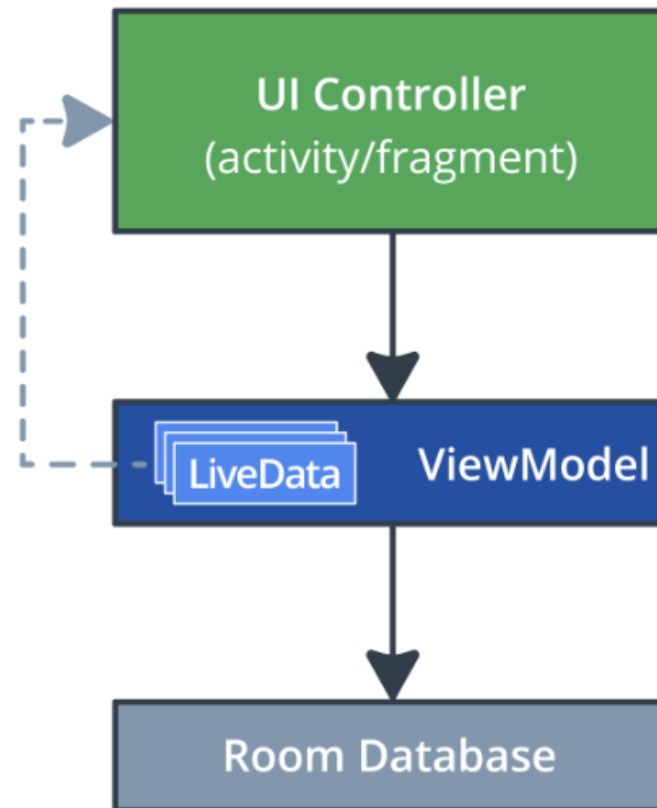 UI Controller
(activity/fragment)
LiveData
ViewModel
Room Database